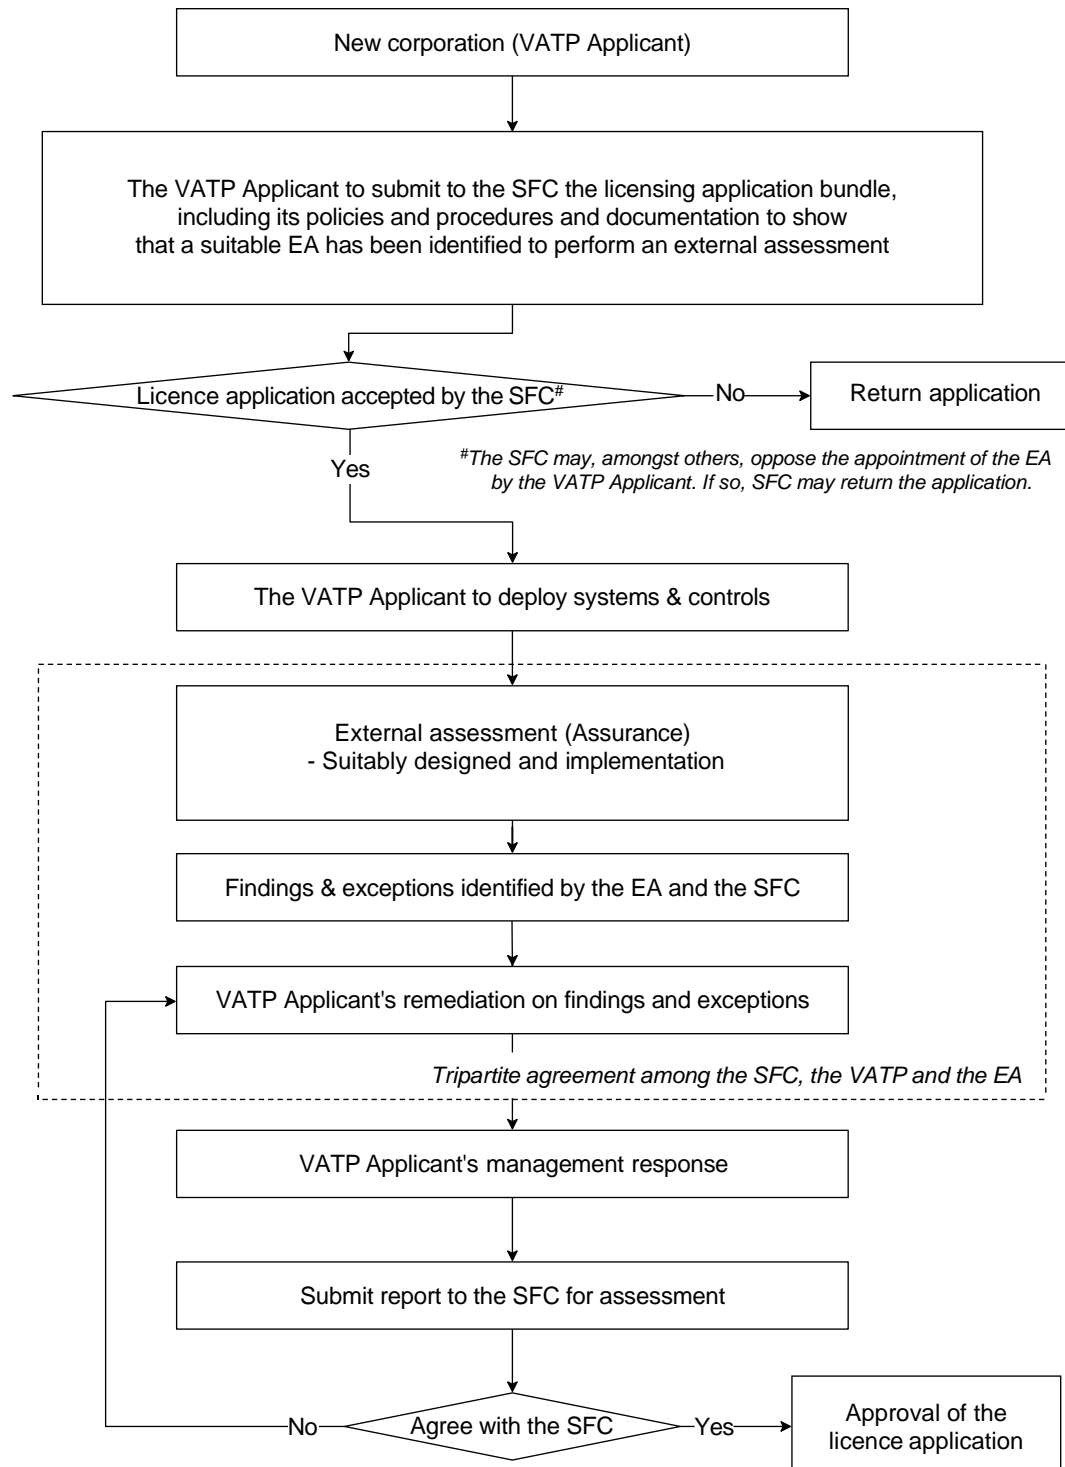 New corporation (VATP Applicant)
The VATP Applicant to submit to the SFC the licensing application bundle,
including its policies and procedures and documentation to show
that a suitable EA has been identified to perform an external assessment
Licence application accepted by the SFC#
No
Return application
Yes
#The SFC may, amongst others, oppose the appointment of the EA
by the VATP Applicant. If so, SFC may return the application.
The VATP Applicant to deploy systems & controls
External assessment (Assurance)
- Suitably designed and implementation
Findings & exceptions identified by the EA and the SFC
VATP Applicant's remediation on findings and exceptions
Tripartite agreement among the SFC, the VATP and the EA
VATP Applicant's management response
Submit report to the SFC for assessment
No
Agree with the SFC
Yes
Approval of the
licence application